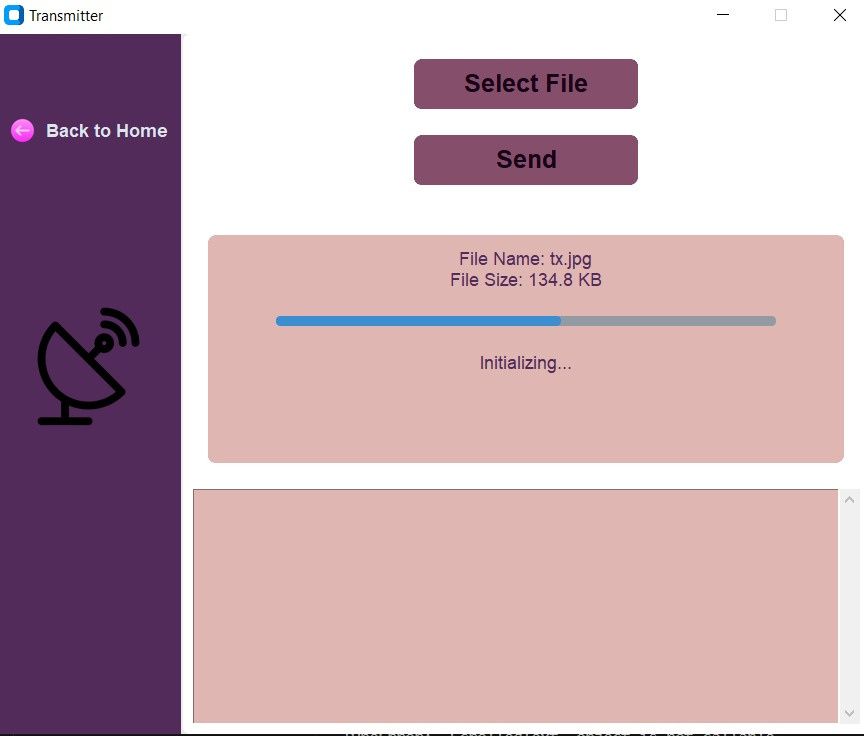 Transmitter
Back to Home
Select File
Send
File Name: tx.jpg
File Size: 134.8 KB
Initializing...